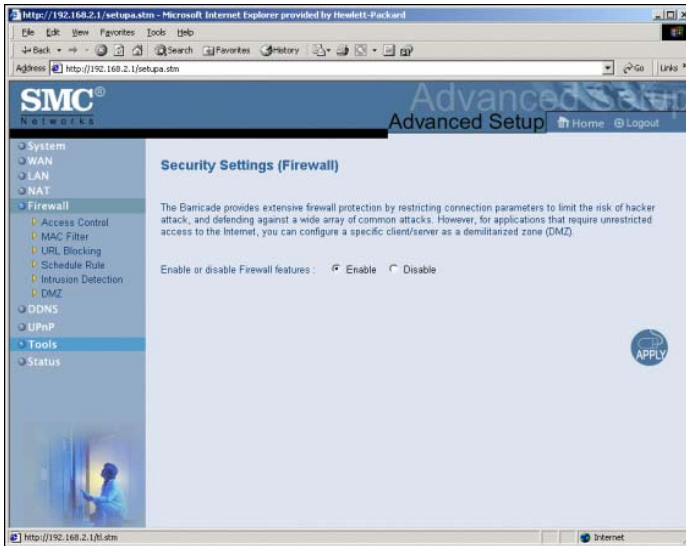 http://192.168.2.1/setupa.stm - Microsoft Internet Explorer provided by Hewlett-Packard
File Edit View Favorites Tools Help
Back Search Favorites History
Address http://192.168.2.1/setupa.stm Go Links »
SMC®
Networks
Advanced Setup
Advanced Setup Home Logout
System
WAN
LAN
NAT
Firewall
Access Control
MAC Filter
URL Blocking
Schedule Rule
Intrusion Detection
DMZ
DDNS
UPnP
Tools
Status
Security Settings (Firewall)
The Barricade provides extensive firewall protection by restricting connection parameters to limit the risk of hacker
attack, and defending against a wide array of common attacks. However, for applications that require unrestricted
access to the Internet, you can configure a specific client/server as a demilitarized zone (DMZ).
Enable or disable Firewall features : Enable Disable
APPLY
http://192.168.2.1/tl.stm Internet